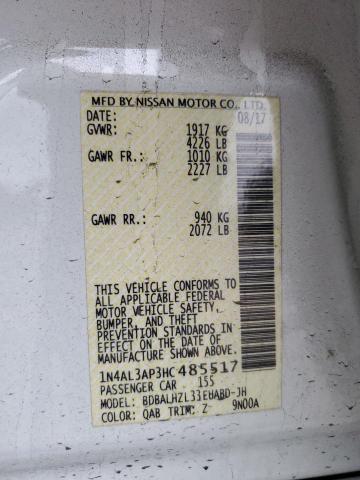 MFD BY NISSAN MOTOR CO., LTD.
DATE: 08/17
GVWR: 1917 KG
4226 LB
GAWR FR.: 1010 KG
2227 LB
GAWR RR.: 940 KG
2072 LB
THIS VEHICLE CONFORMS TO
ALL APPLICABLE FEDERAL
MOTOR VEHICLE SAFETY,
BUMPER, AND THEFT
PREVENTION STANDARDS IN
EFFECT ON THE DATE OF
MANUFACTURE SHOWN ABOVE.
1N4AL3AP3HC485517
PASSENGER CAR 155
MODEL: BDBALHZL33EHABD-JH
COLOR: QAB TRIM: Z 9N00A